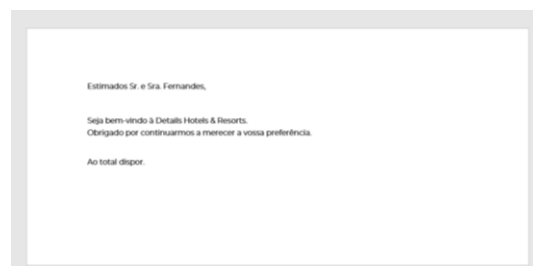 Estimados Sr. e Sra. Fernandes,
Seja bem-vindo à Details Hotels & Resorts.
Obrigado por continuarmos a merecer a vossa preferência.
Ao total dispor.